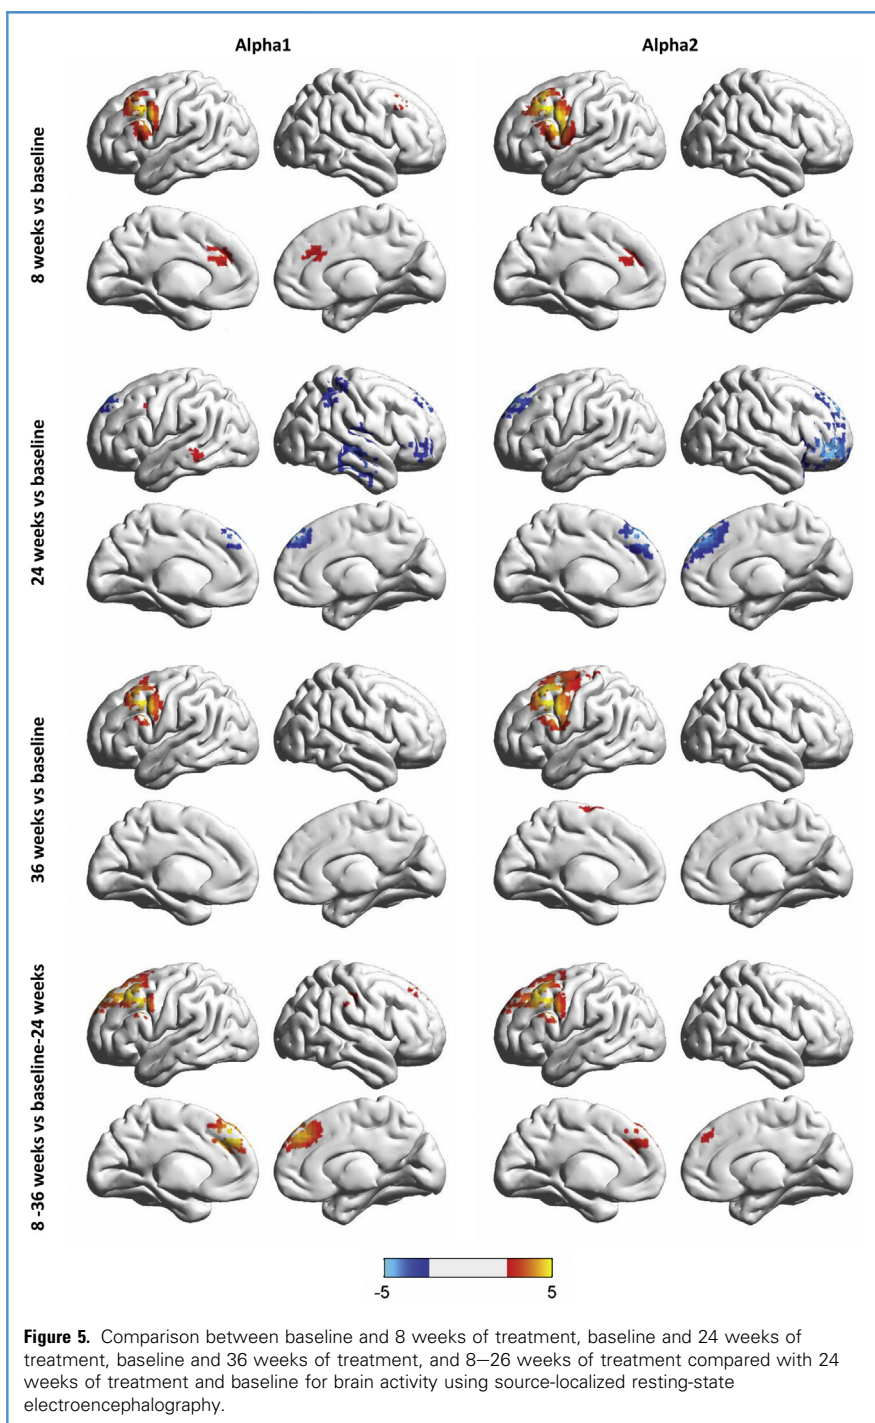 Alpha1 Alpha2
8 weeks vs baseline
24 weeks vs baseline
36 weeks vs baseline
8 -36 weeks vs baseline-24 weeks
-5 5
Figure 5. Comparison between baseline and 8 weeks of treatment, baseline and 24 weeks of
treatment, baseline and 36 weeks of treatment, and 8–26 weeks of treatment compared with 24
weeks of treatment and baseline for brain activity using source-localized resting-state
electroencephalography.